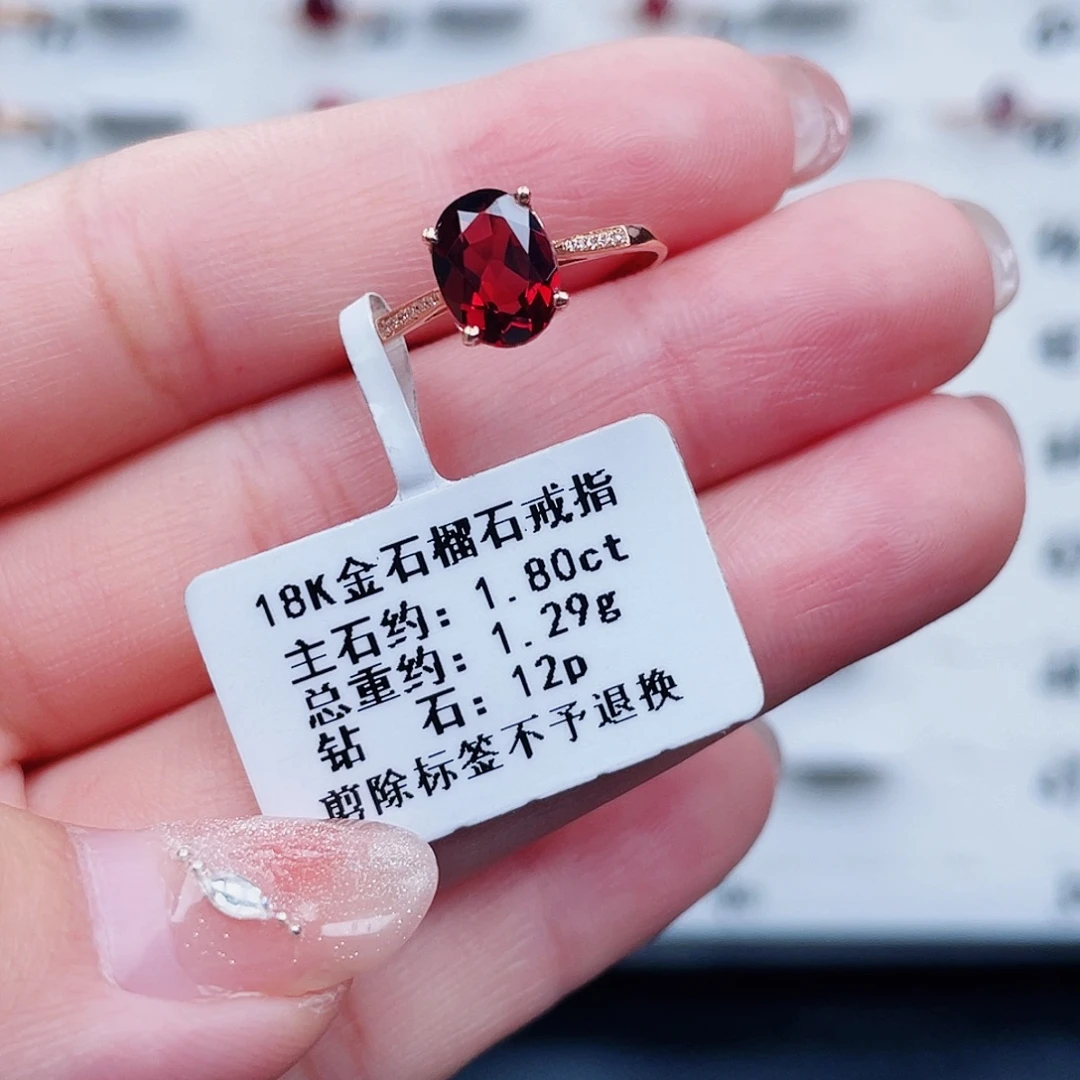 18K金石榴石戒指
主石约：1.80ct
总重约：1.29g
钻 石：12p
剪除标签不予退换